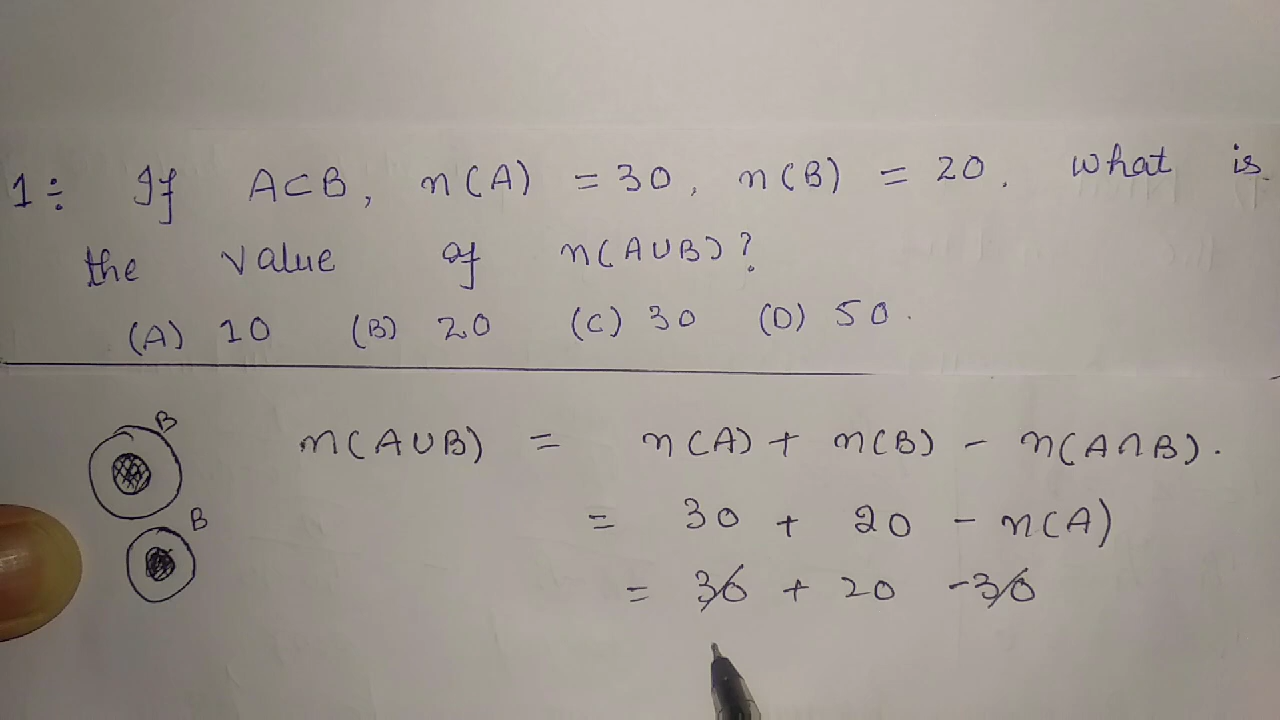 1÷ If A⊂B, n(A) = 30, n(B) = 20. What is
the value of n(A∪B)?
(A) 10 (B) 20 (C) 30 (D) 50.
B
n(A∪B) = n(A) + n(B) - n(A∩B).
B
= 30 + 20 - n(A)
= 30 + 20 - 30